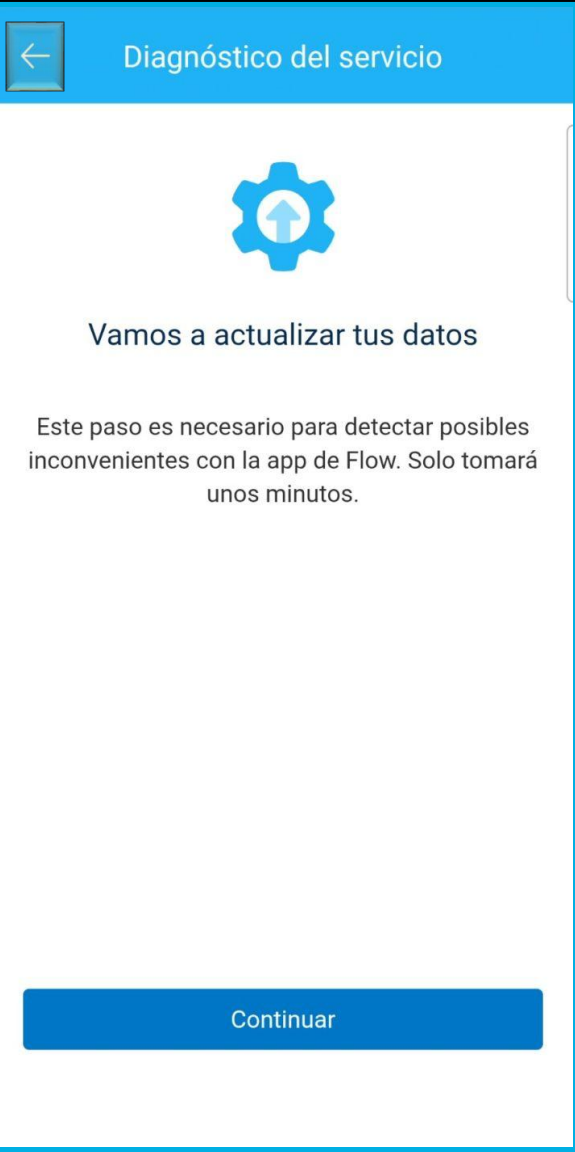 Diagnóstico del servicio
Vamos a actualizar tus datos
Este paso es necesario para detectar posibles
inconvenientes con la app de Flow. Solo tomará
unos minutos.
Continuar